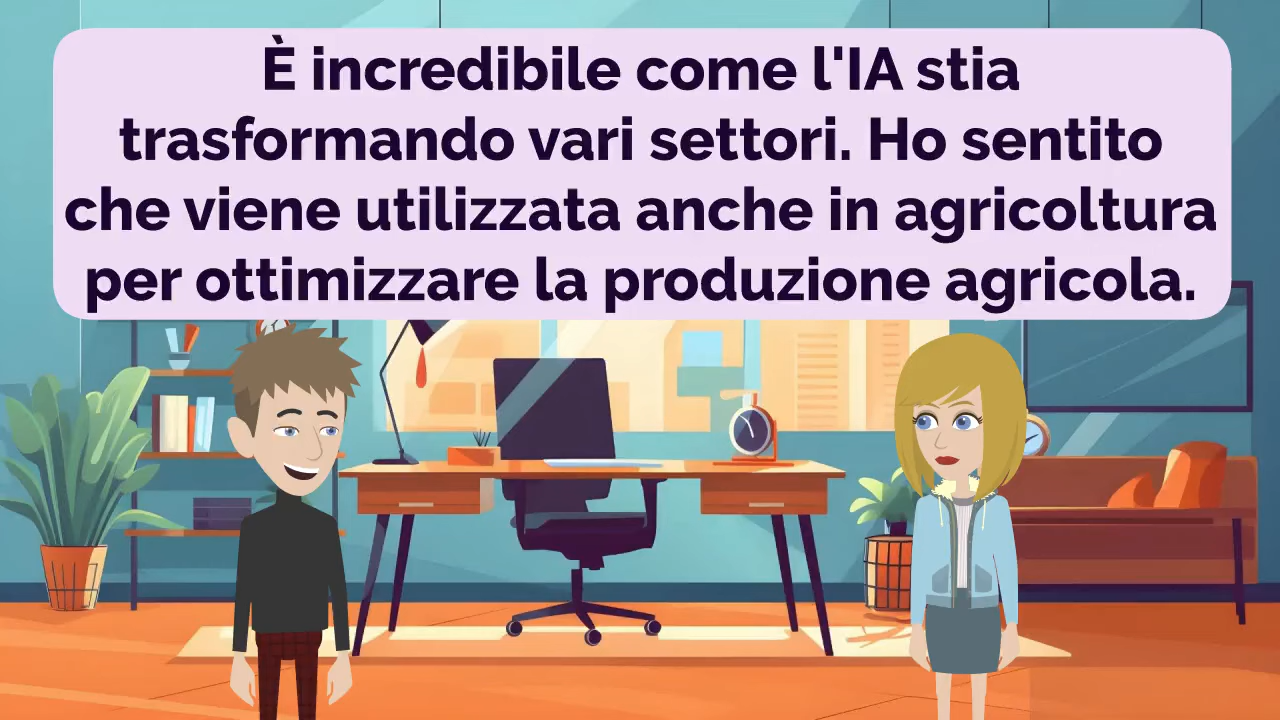 È incredibile come l'IA stia
trasformando vari settori. Ho sentito
che viene utilizzata anche in agricoltura
per ottimizzare la produzione agricola.